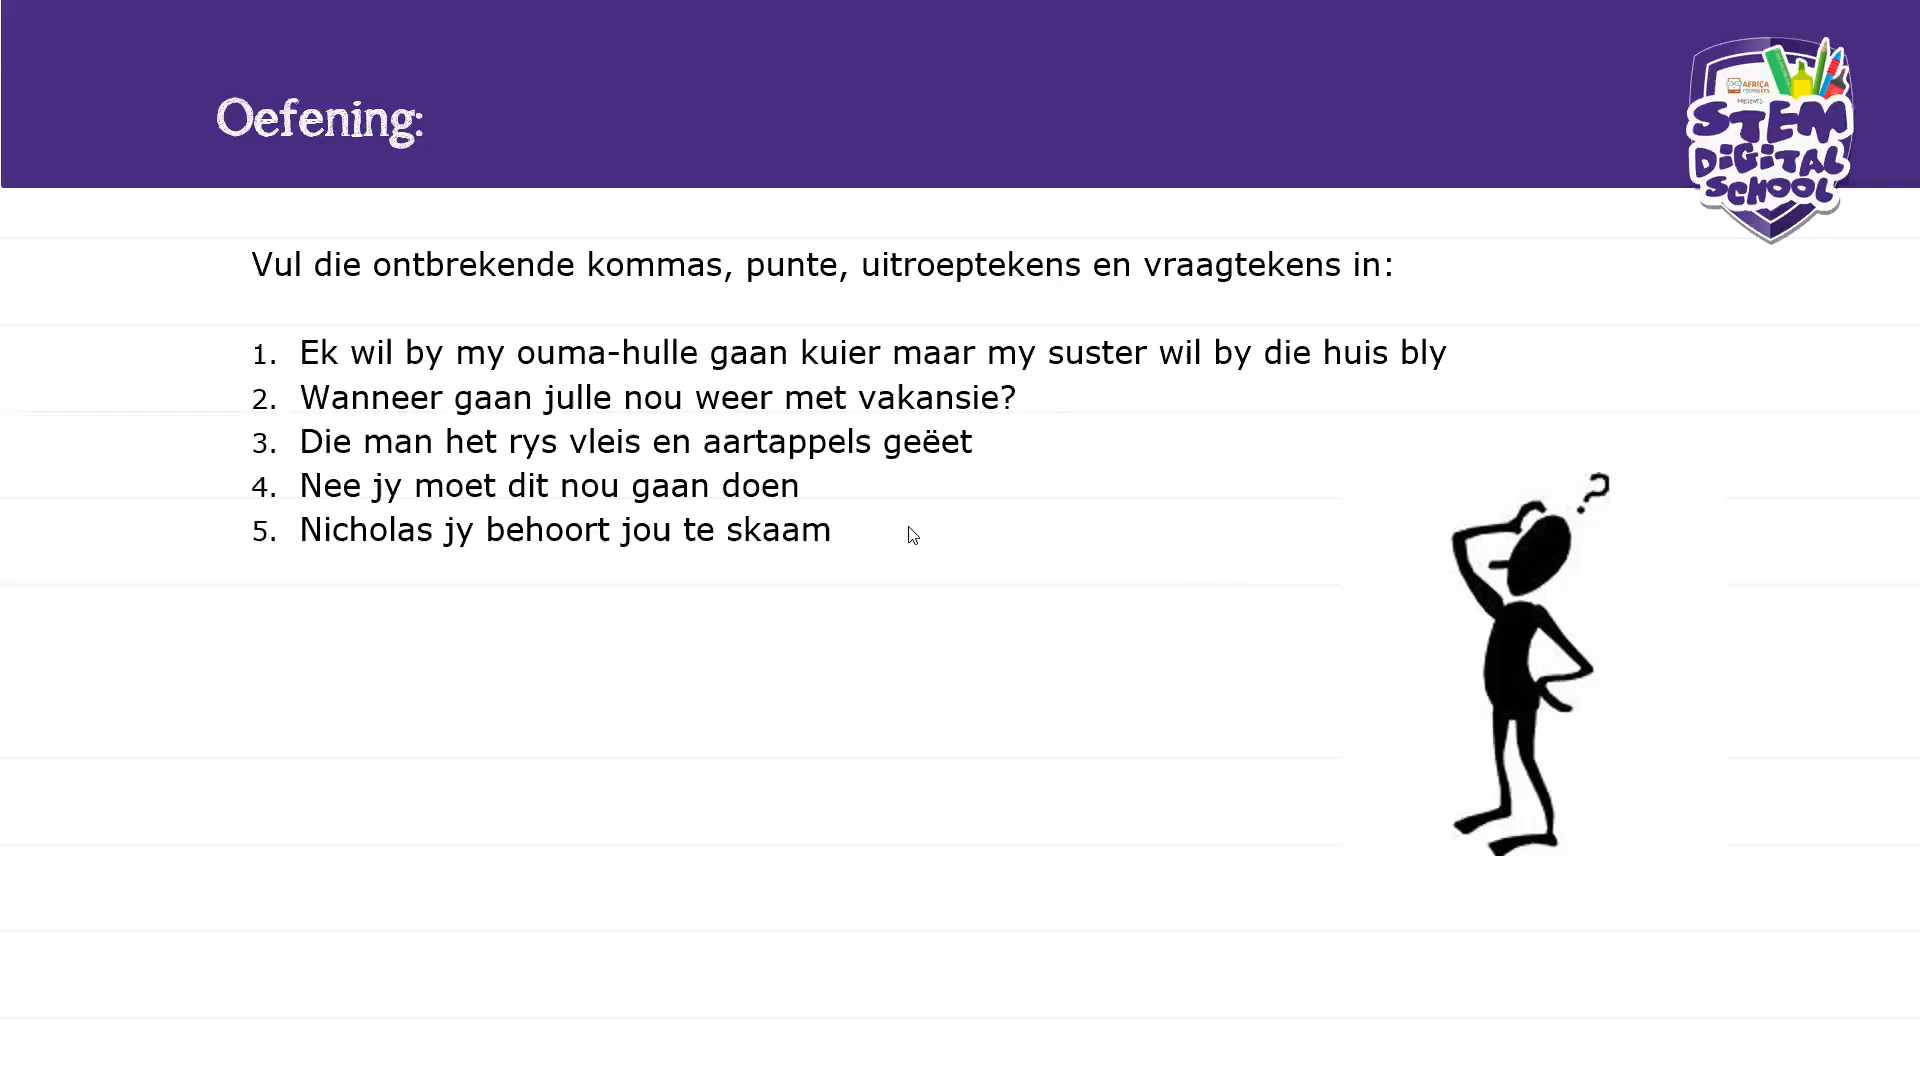 Oefening:
AFRICA
PRESENTS
STEM
DIGITAL
SCHOOL
Vul die ontbrekende kommas, punte, uitroeptekens en vraagtekens in:
1. Ek wil by my ouma-hulle gaan kuier maar my suster wil by die huis bly
2. Wanneer gaan julle nou weer met vakansie?
3. Die man het rys vleis en aartappels geëet
4. Nee jy moet dit nou gaan doen
5. Nicholas jy behoort jou te skaam
?